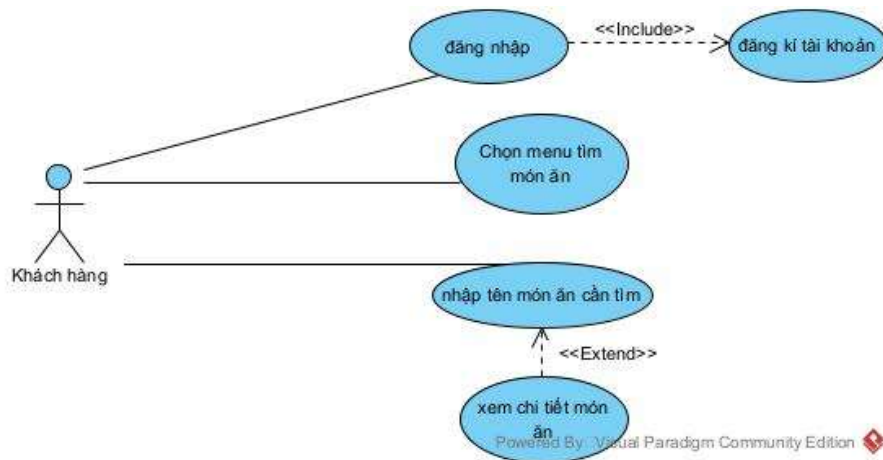 đăng nhập
<<Include>>
đăng kí tài khoản
Chọn menu tìm
món ăn
Khách hàng
nhập tên món ăn cần tìm
<<Extend>>
xem chi tiết món
ăn
Powered By Visual Paradigm Community Edition